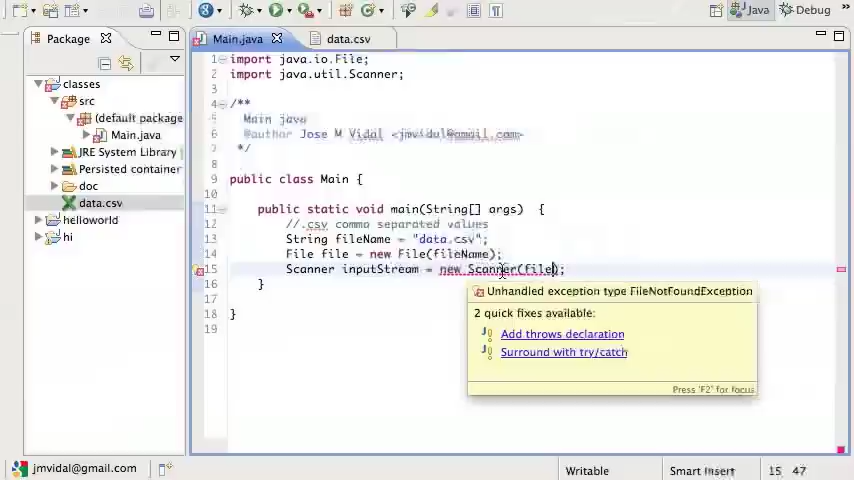 Java
Debug
Package
Main.java
data.csv
classes
src
(default package
Main.java
JRE System Library
Persisted container
doc
data.csv
helloworld
hi
1 import java.io.File;
2 import java.util.Scanner;
3
4 /**
5 Main java
6 @author Jose M Vidal <jmvidal@gmail.com>
7 */
8
9 public class Main {
10
11 public static void main(String[] args) {
12 //.csv comma separated values
13 String fileName = "data.csv";
14 File file = new File(fileName);
15 Scanner inputStream = new Scanner(file);
16 }
17
18 }
19
Unhandled exception type FileNotFoundException
2 quick fixes available:
Add throws declaration
Surround with try/catch
Press 'F2' for focus
jmvidal@gmail.com
Writable
Smart Insert
15 47